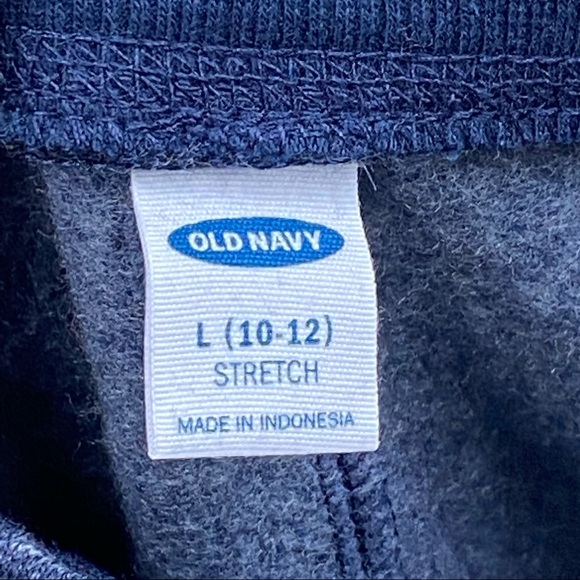 OLD NAVY
L (10-12)
STRETCH
MADE IN INDONESIA